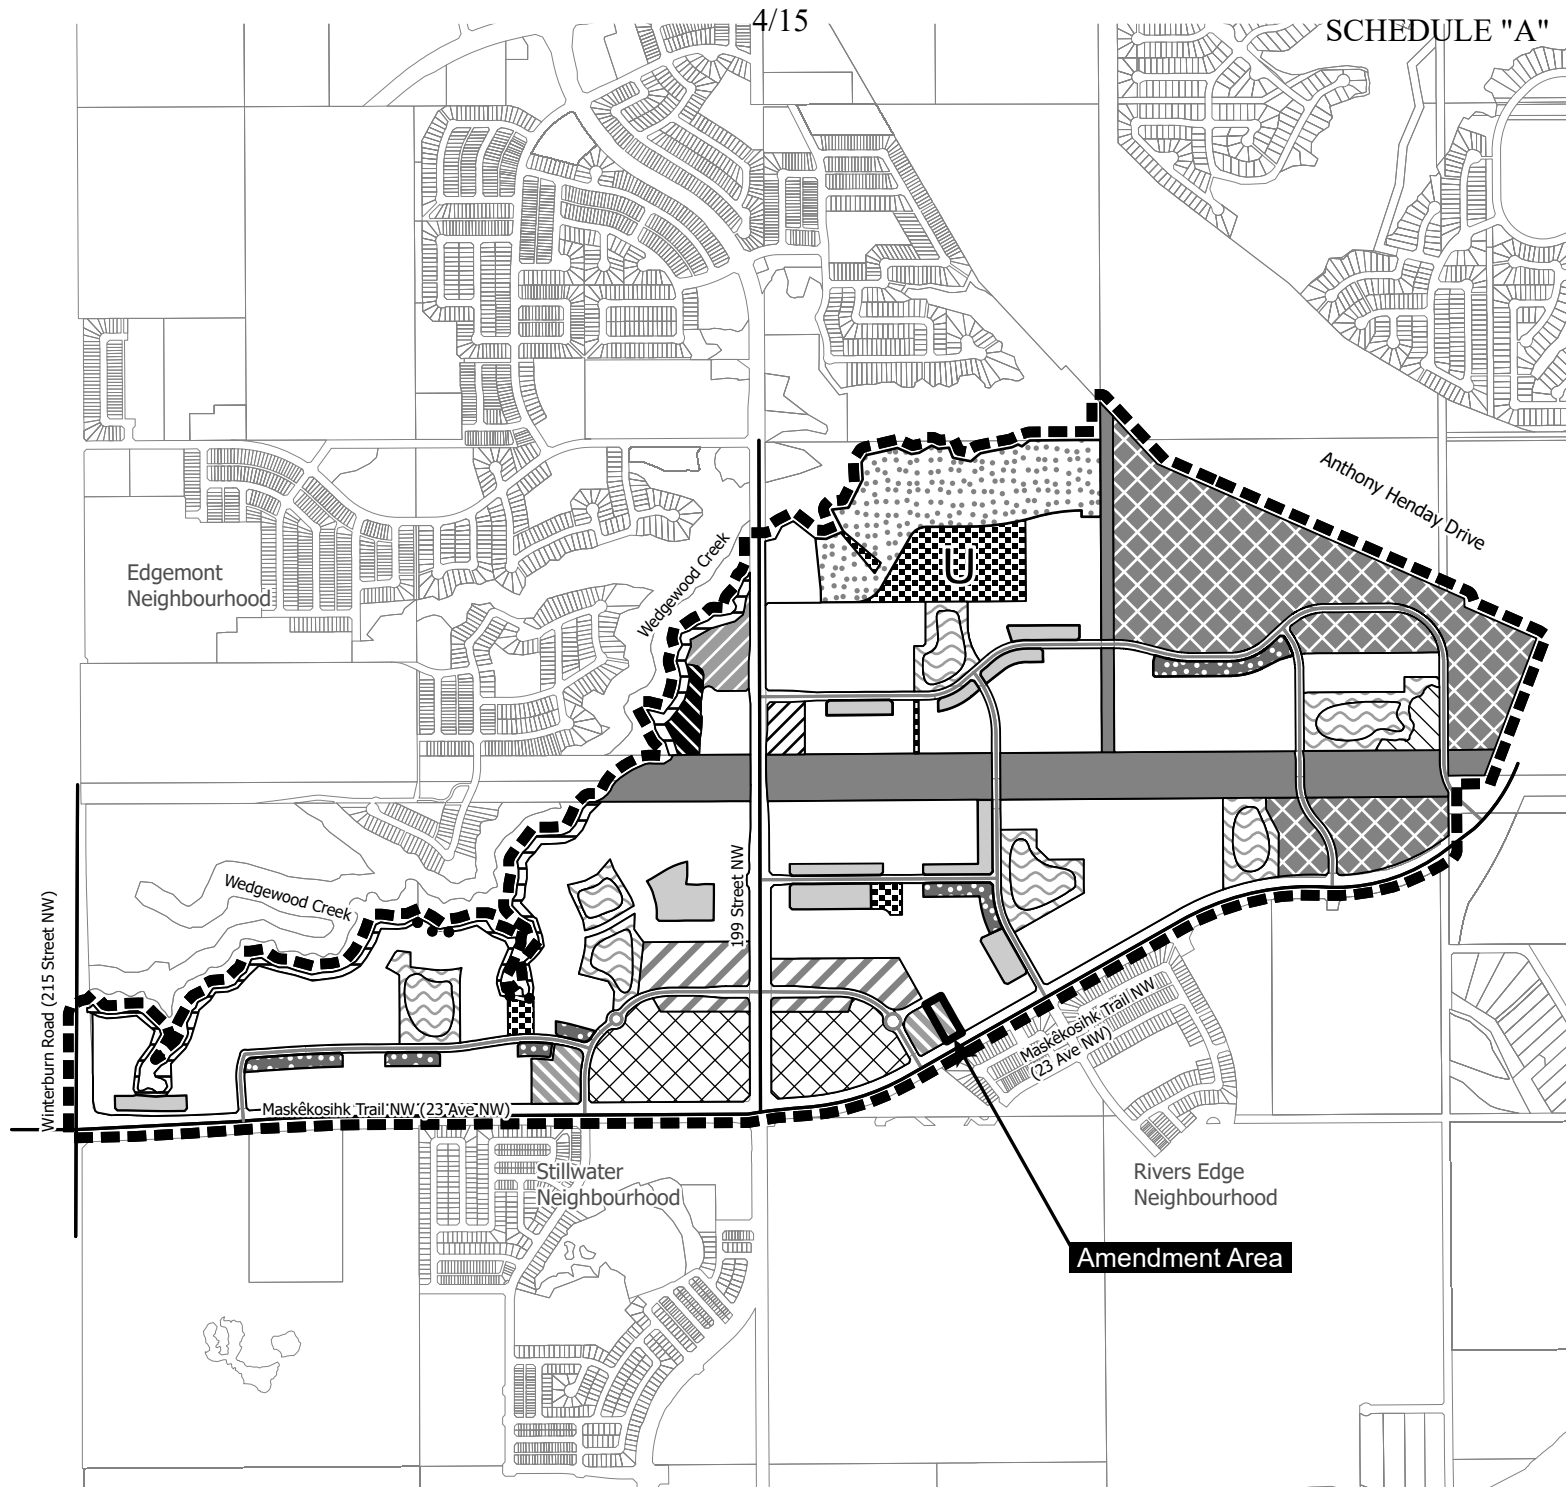 4/15
SCHEDULE "A"
Anthony Henday Drive
Edgemont
Neighbourhood
Wedgewood Creek
U
Wedgewood Creek
199 Street NW
Winterburn Road (215 Street NW)
Maskêkosihk Trail NW
(23 Ave NW)
Maskêkosihk Trail NW (23 Ave NW)
Stillwater
Neighbourhood
Rivers Edge
Neighbourhood
Amendment Area